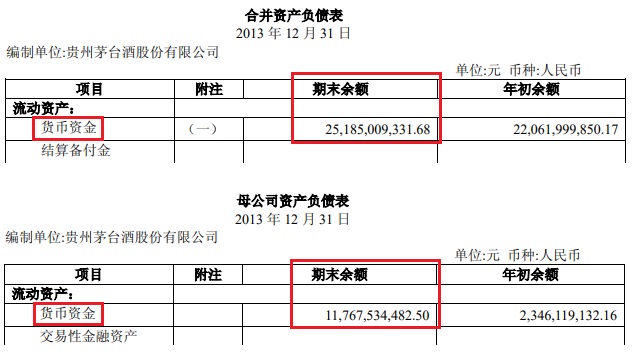 合并资产负债表
2013 年 12 月 31 日
编制单位:贵州茅台酒股份有限公司
单位:元 币种:人民币
项目 附注 期末余额 年初余额
流动资产：
货币资金 （一） 25,185,009,331.68 22,061,999,850.17
结算备付金
母公司资产负债表
2013 年 12 月 31 日
编制单位:贵州茅台酒股份有限公司
单位:元 币种:人民币
项目 附注 期末余额 年初余额
流动资产：
货币资金 11,767,534,482.50 2,346,119,132.16
交易性金融资产